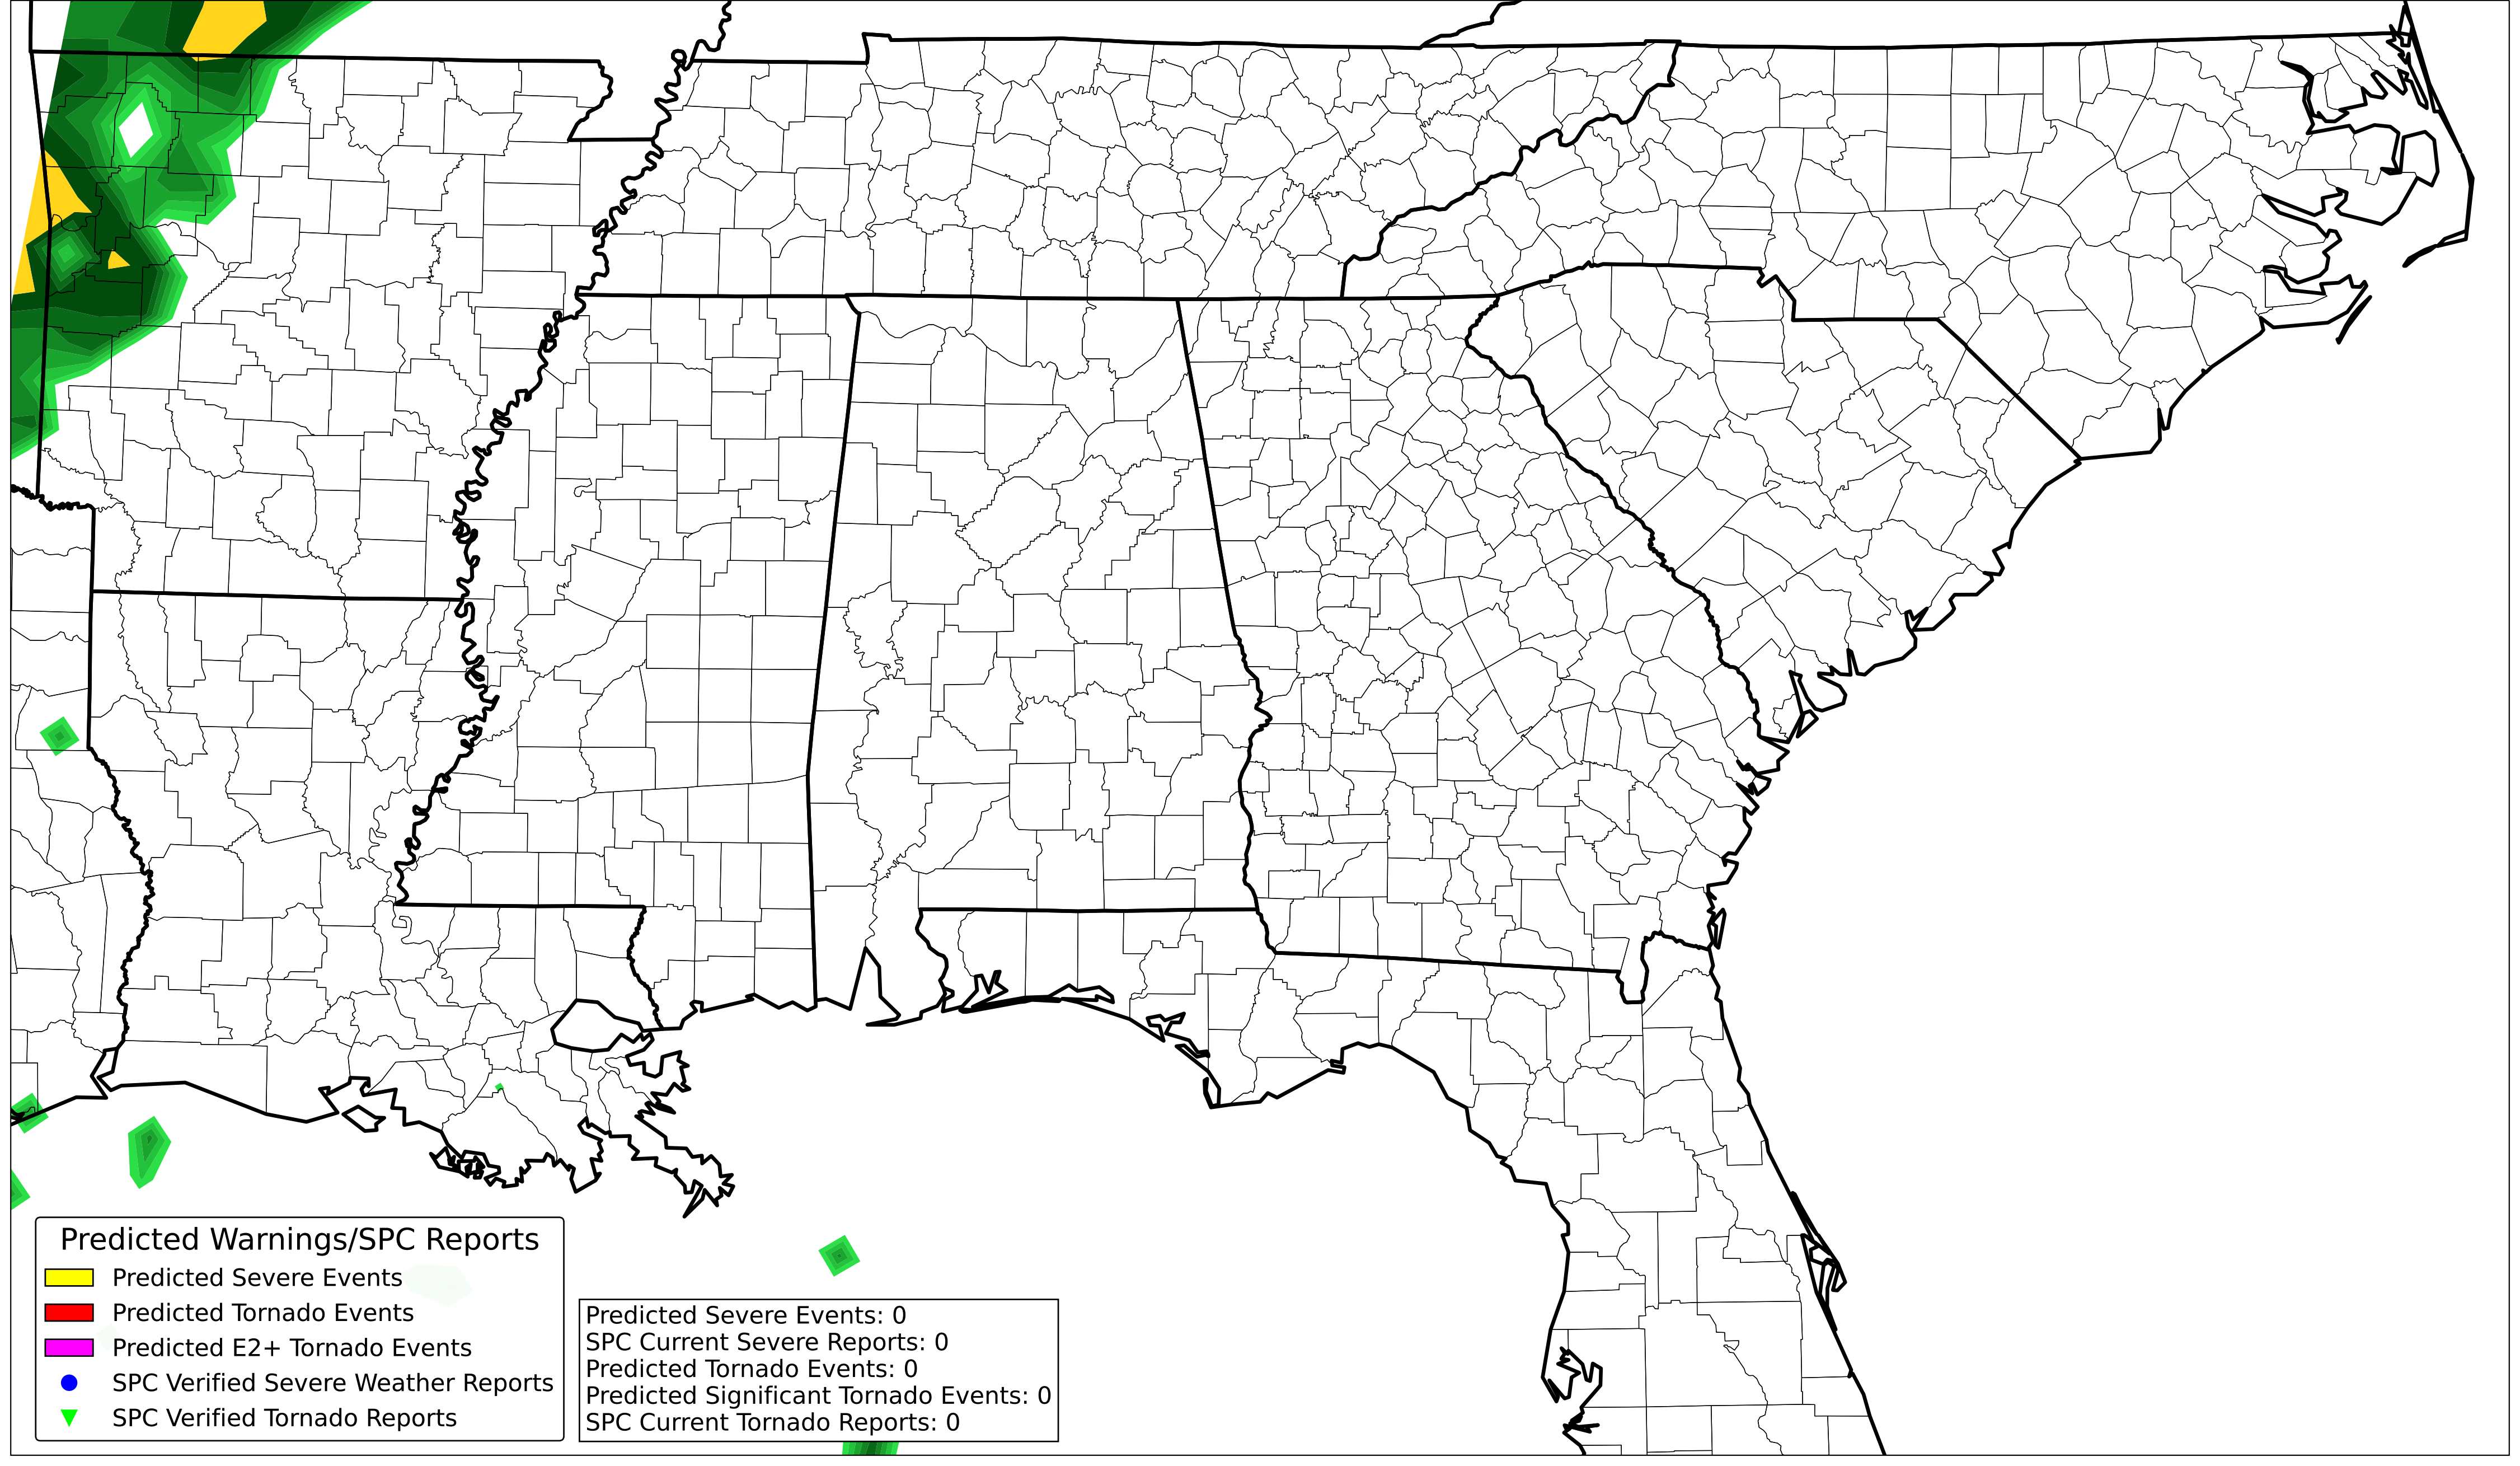 Predicted Warnings/SPC Reports
Predicted Severe Events
Predicted Tornado Events
Predicted E2+ Tornado Events
SPC Verified Severe Weather Reports
SPC Verified Tornado Reports
Predicted Severe Events: 0
SPC Current Severe Reports: 0
Predicted Tornado Events: 0
Predicted Significant Tornado Events: 0
SPC Current Tornado Reports: 0